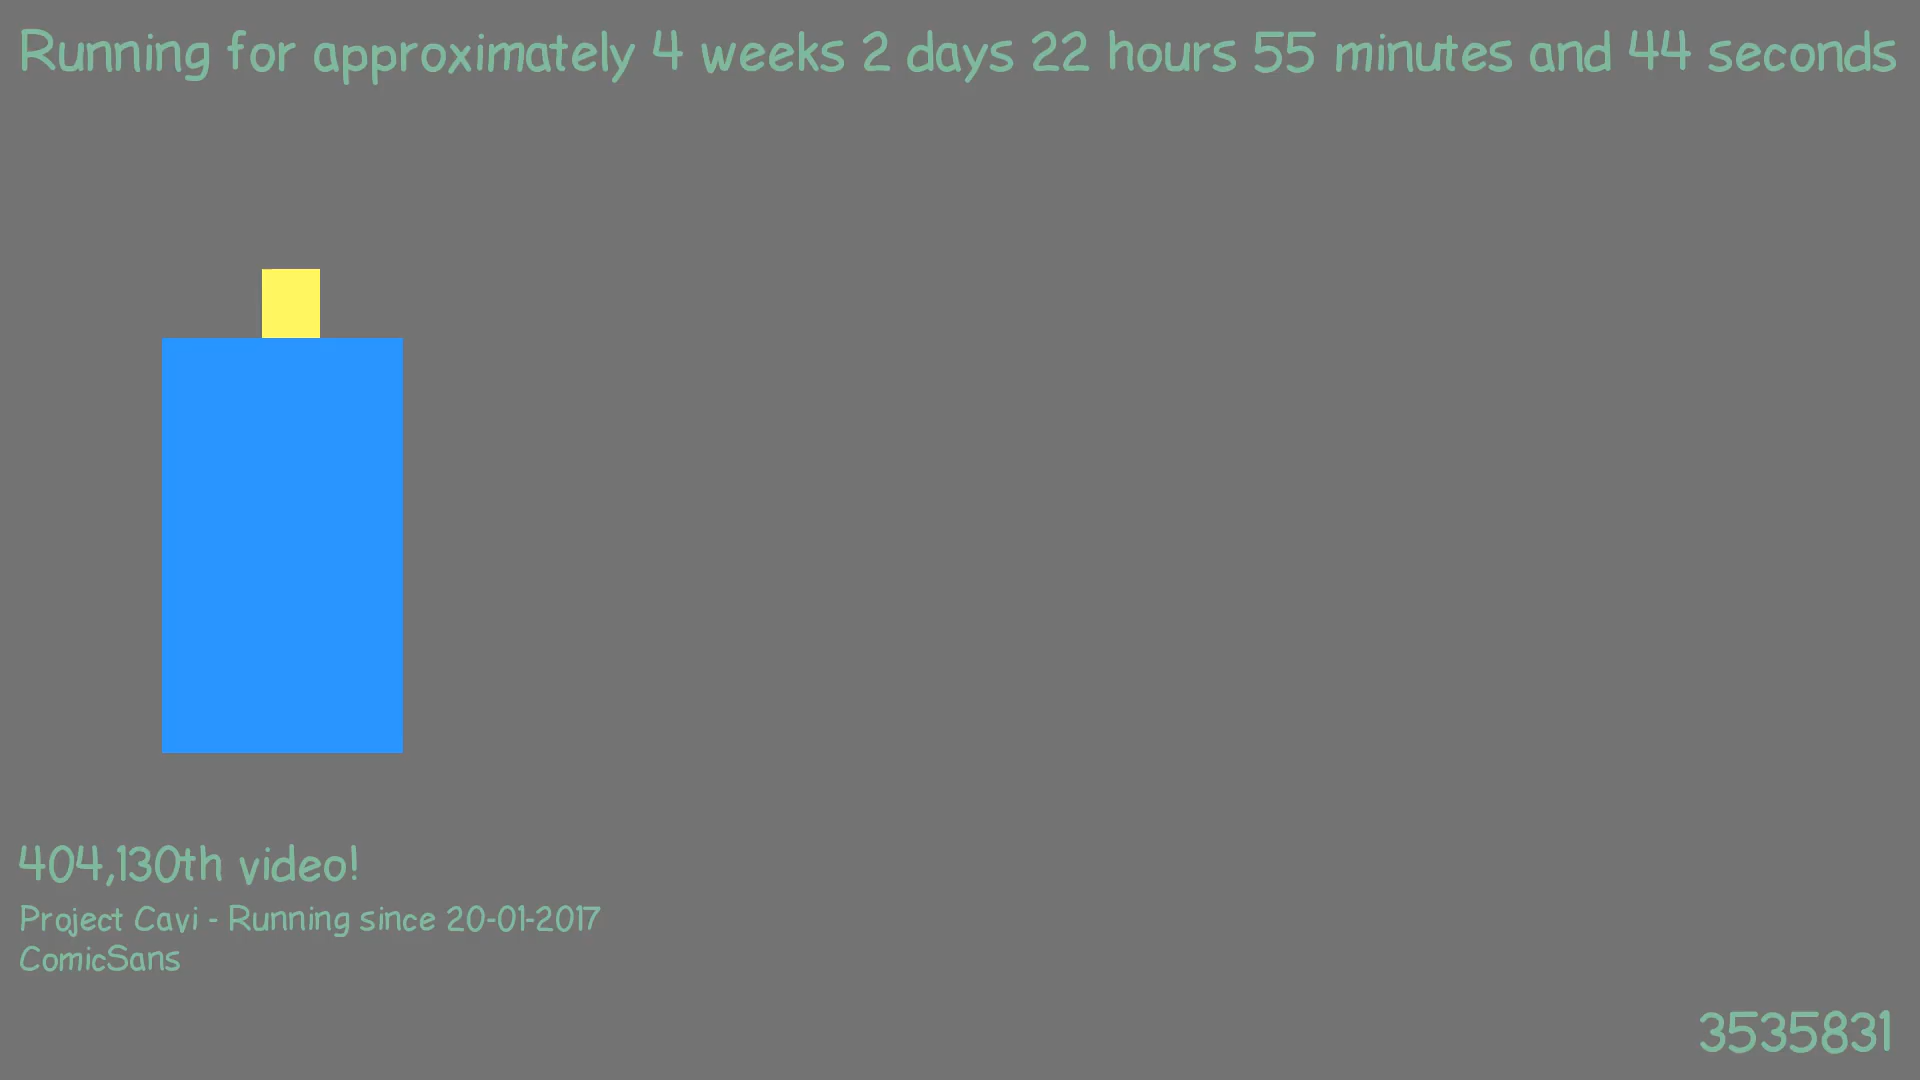 Running for approximately 4 weeks 2 days 22 hours 55 minutes and 44 seconds
404,130th video!
Project Cavi - Running since 20-01-2017
ComicSans
3535831